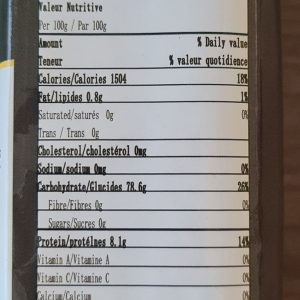 Valeur Nutritive
Per 100g / Par 100g
Amount % Daily value
Teneur % valeur quotidience
Calories/Calories 1504 18%
Fat/lipides 0.8g 1%
Saturated/saturés 0g 0%
Trans / Trans 0g
Cholesterol/cholestérol 0mg
Sodium/sodium 0mg 0%
Carbohydrate/Glucides 78.6g 26%
Fibre/Fibres 0g 0%
Sugars/Sucres 0g
Protein/protéines 8.1g 14%
Vitamin A/Vitamine A 0%
Vitamin C/Vitamine C 0%
Calcium/Calcium 0%